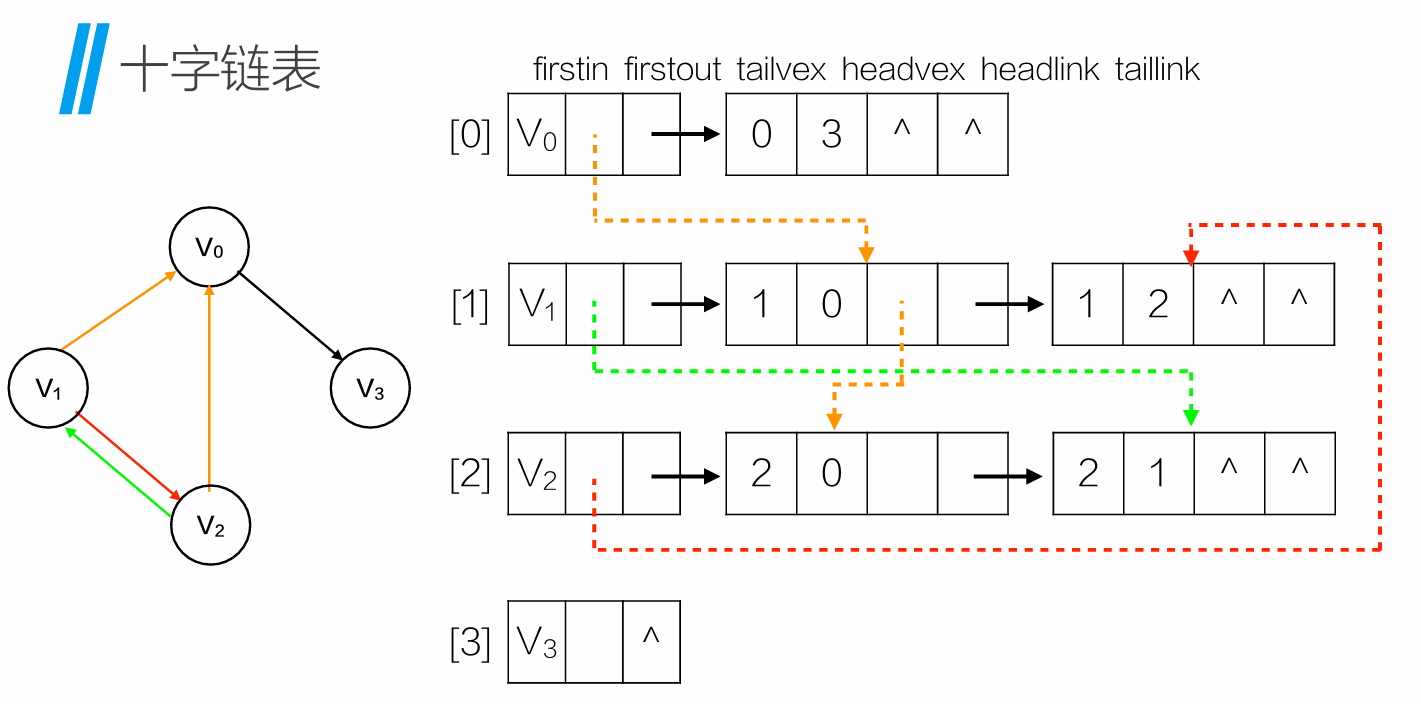 十字链表
firstin firstout tailvex headvex headlink taillink
[0] V₀ 0 3 ^ ^
V₀
[1] V₁ 1 0 1 2 ^ ^
V₁ V₃
[2] V₂ 2 0 2 1 ^ ^
V₂
[3] V₃ ^